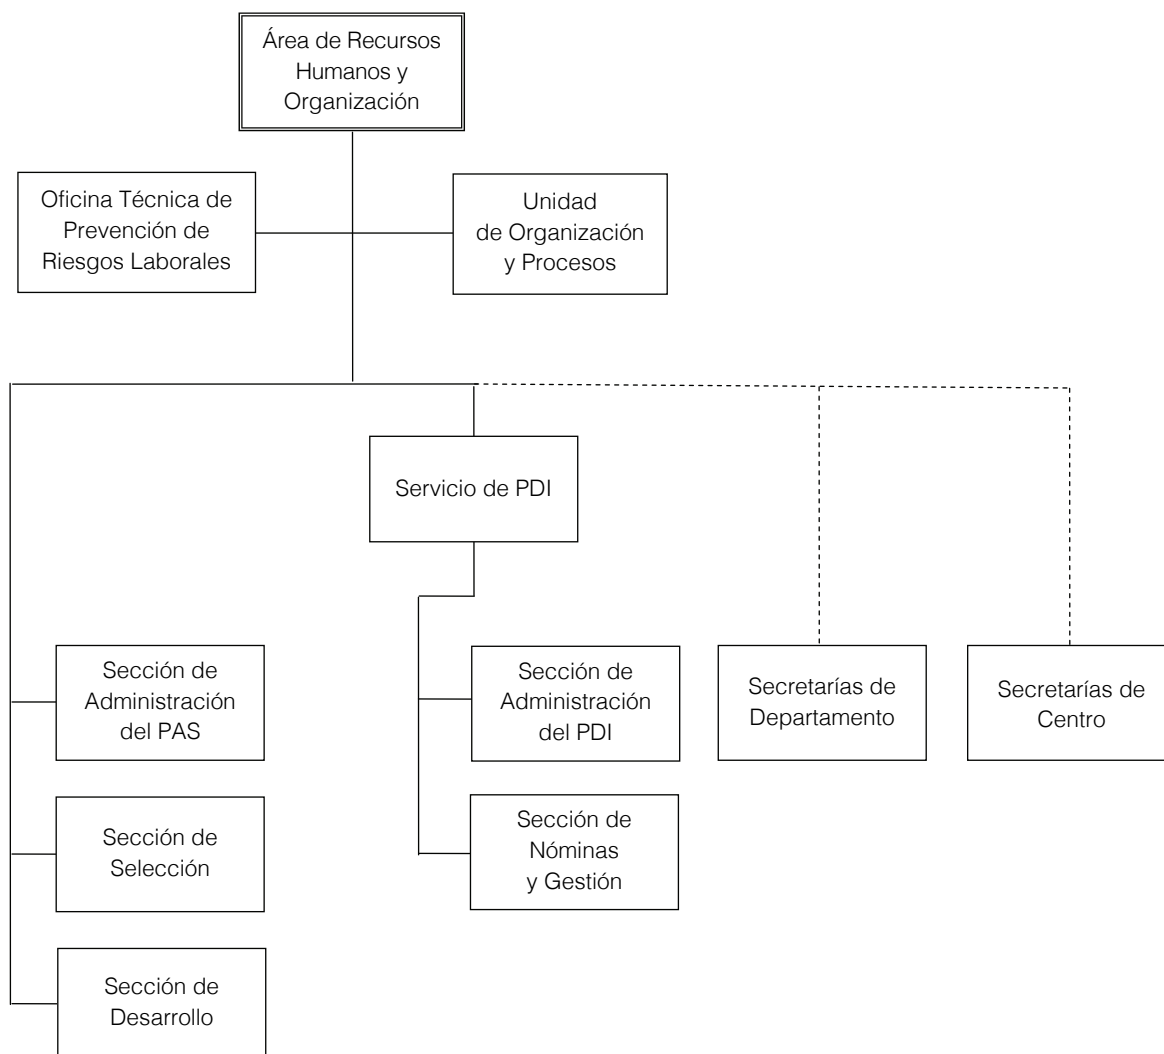 Área de Recursos
Humanos y
Organización
Oficina Técnica de
Prevención de
Riesgos Laborales
Unidad
de Organización
y Procesos
Servicio de PDI
Sección de
Administración
del PAS
Sección de
Administración
del PDI
Secretarías de
Departamento
Secretarías de
Centro
Sección de
Selección
Sección de
Nóminas
y Gestión
Sección de
Desarrollo